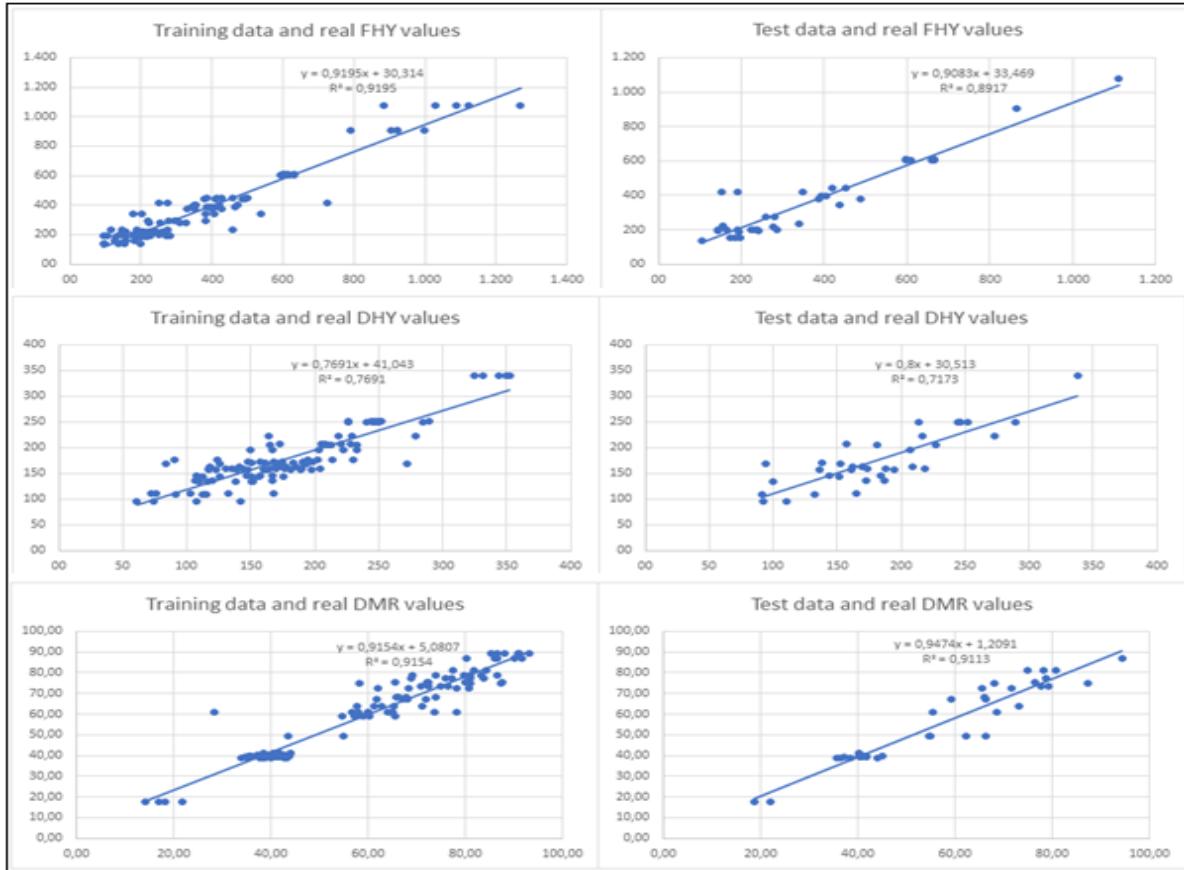 Training data and real FHY values
y = 0,9195x + 30,314
R² = 0,9195
1.400
1.200
1.000
800
600
400
200
00
00 200 400 600 800 1.000 1.200 1.400
Test data and real FHY values
y = 0,9083x + 33,469
R² = 0,8917
1.200
1.000
800
600
400
200
00
00 200 400 600 800 1.000 1.200
Training data and real DHY values
y = 0,7691x + 41,043
R² = 0,7691
400
350
300
250
200
150
100
50
00
00 50 100 150 200 250 300 350 400
Test data and real DHY values
y = 0,8x + 30,513
R² = 0,7173
400
350
300
250
200
150
100
50
00
00 50 100 150 200 250 300 350 400
Training data and real DMR values
y = 0,9154x + 5,0807
R² = 0,9154
100,00
90,00
80,00
70,00
60,00
50,00
40,00
30,00
20,00
10,00
0,00
0,00 20,00 40,00 60,00 80,00 100,00
Test data and real DMR values
y = 0,9474x + 1,2091
R² = 0,9113
100,00
90,00
80,00
70,00
60,00
50,00
40,00
30,00
20,00
10,00
0,00
0,00 20,00 40,00 60,00 80,00 100,00